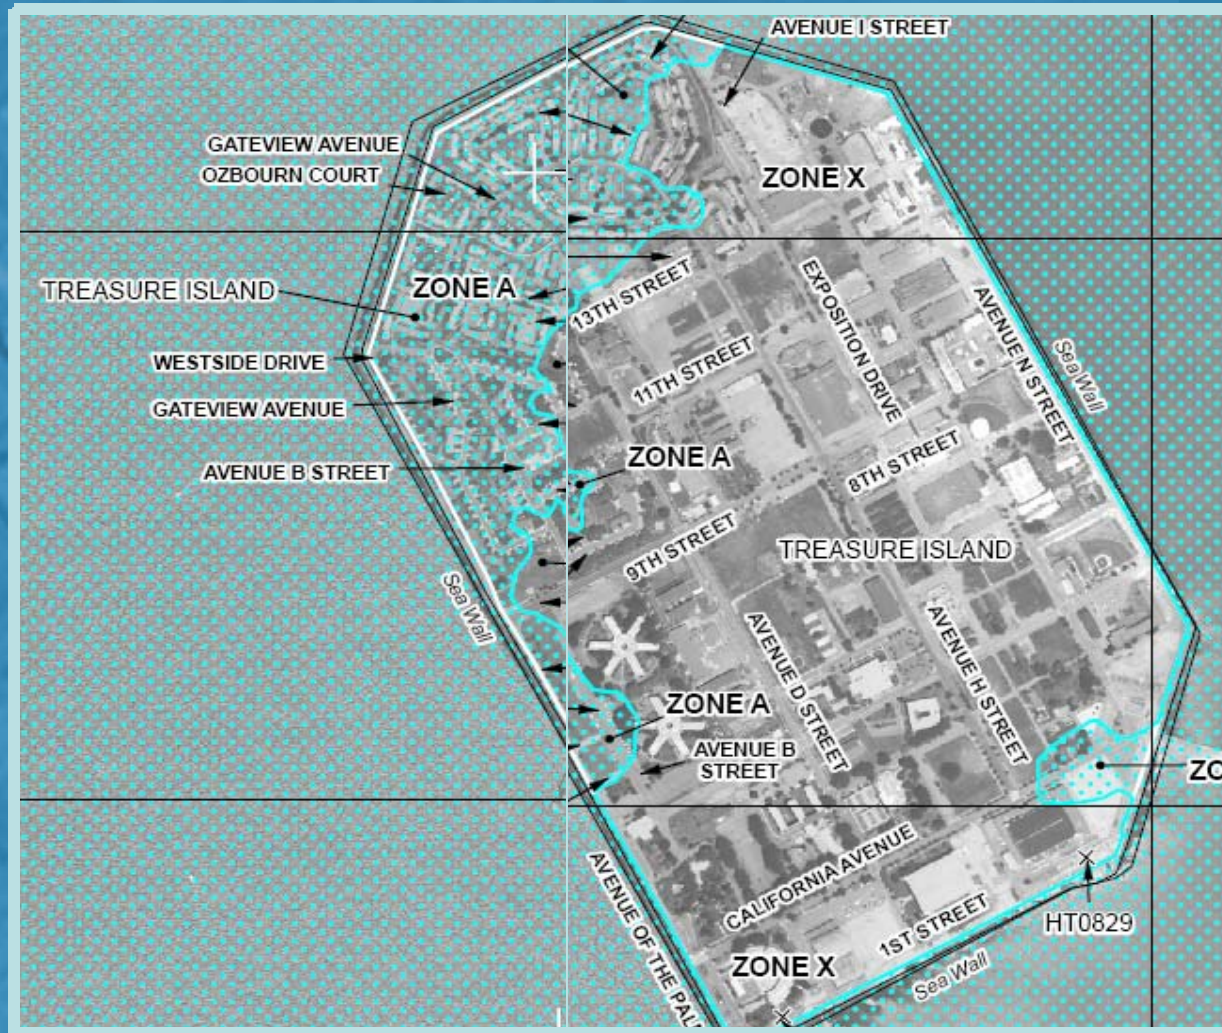 AVENUE I STREET
GATEVIEW AVENUE
OZBOURN COURT
ZONE X
TREASURE ISLAND
ZONE A
13TH STREET
EXPOSITION DRIVE
AVENUE N STREET
Sea Wall
WESTSIDE DRIVE
11TH STREET
GATEVIEW AVENUE
AVENUE B STREET
ZONE A
8TH STREET
9TH STREET
TREASURE ISLAND
Sea Wall
AVENUE D STREET
AVENUE H STREET
ZONE A
AVENUE B
STREET
ZO
CALIFORNIA AVENUE
AVENUE OF THE PAL
1ST STREET
HT0829
ZONE X
Sea Wall